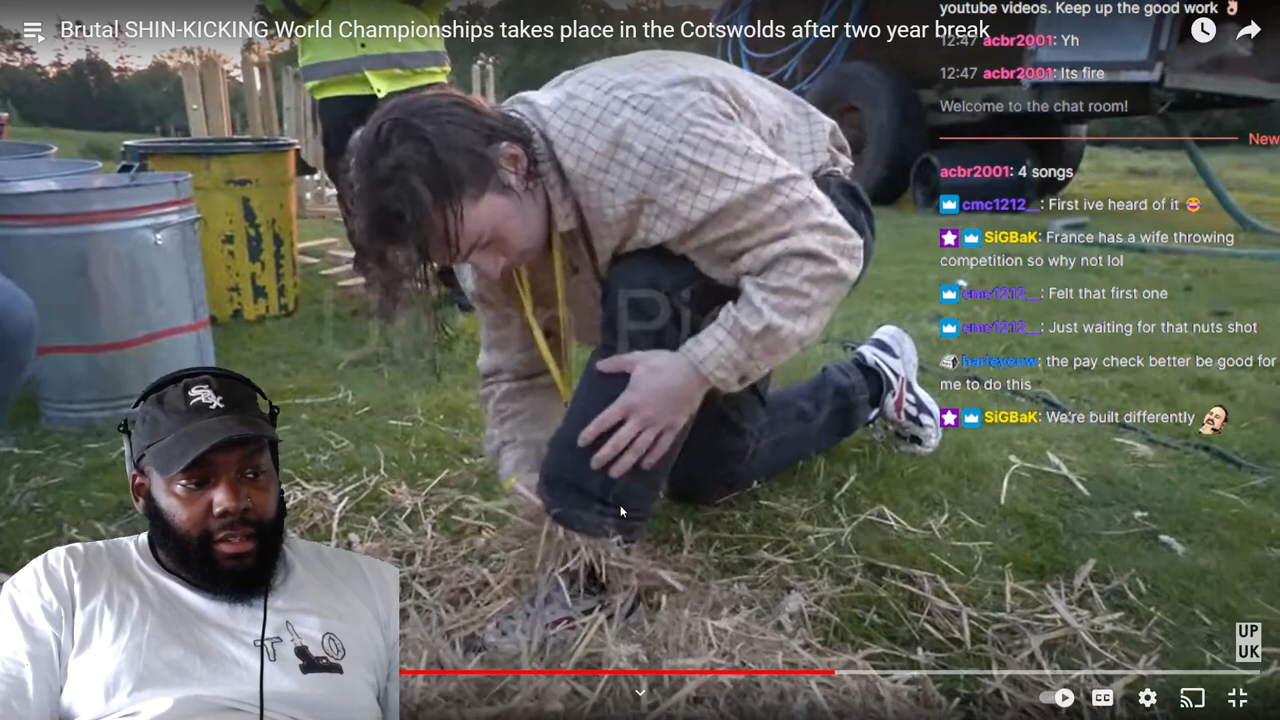 Brutal SHIN-KICKING World Championships takes place in the Cotswolds after two year break
youtube videos. Keep up the good work 👌🏻
12:47 acbr2001: Yh
12:47 acbr2001: Its fire
Welcome to the chat room!
New
acbr2001: 4 songs
cmc1212__: First ive heard of it 😆
SiGBaK: France has a wife throwing
competition so why not lol
cmc1212__: Felt that first one
cmc1212__: Just waiting for that nuts shot
harleyeuw: the pay check better be good for
me to do this
SiGBaK: We're built differently
Pi
SOX
T L O
UP
UK
CC